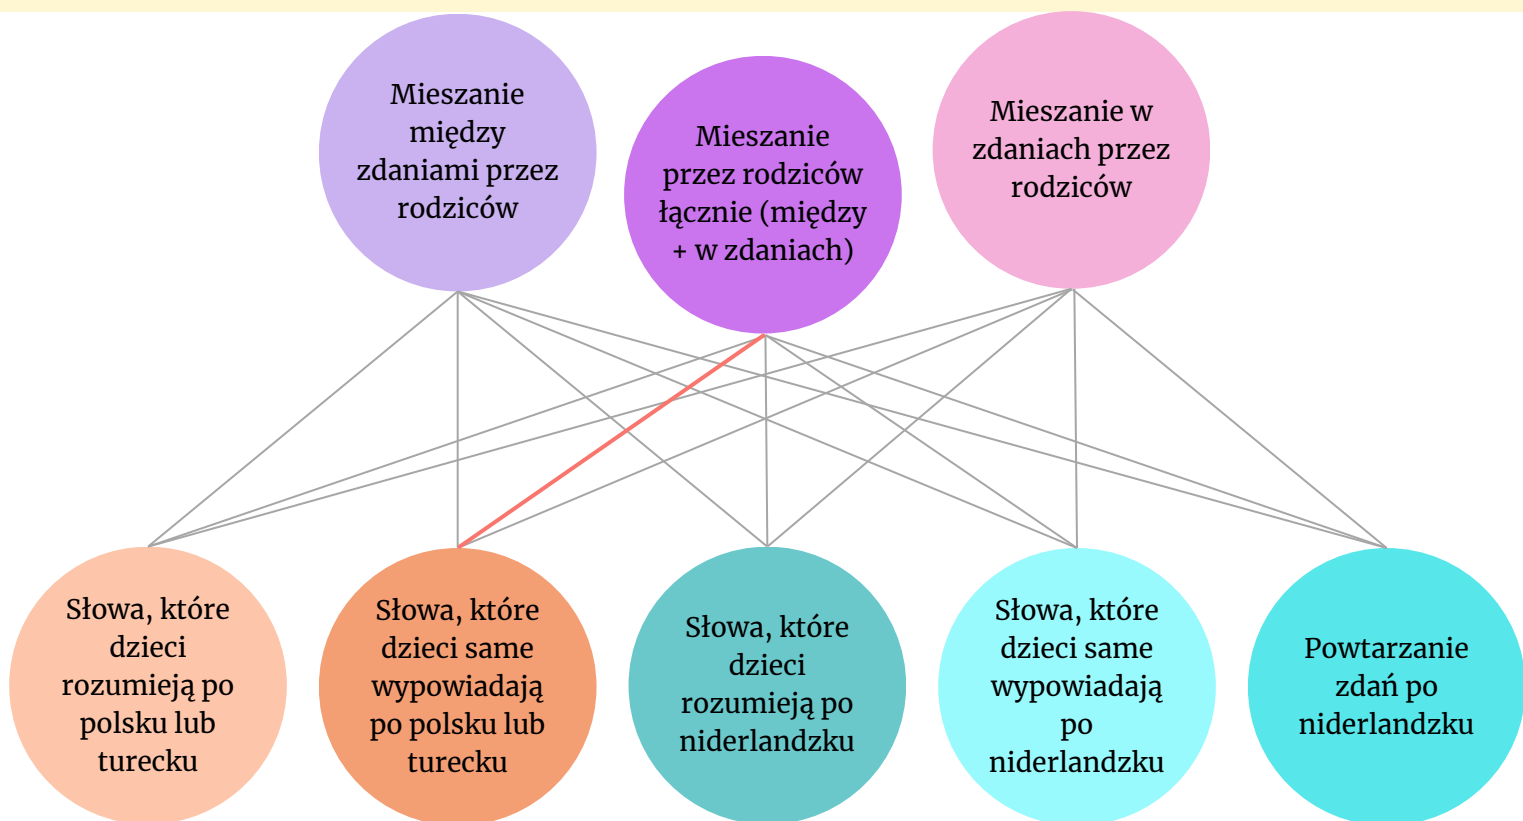 Mieszanie
między
zdaniami przez
rodziców
Mieszanie
przez rodziców
łącznie (między
+ w zdaniach)
Mieszanie w
zdaniach przez
rodziców
Słowa, które
dzieci
rozumieją po
polsku lub
turecku
Słowa, które
dzieci same
wypowiadają
po polsku lub
turecku
Słowa, które
dzieci
rozumieją po
niderlandzku
Słowa, które
dzieci same
wypowiadają
po
niderlandzku
Powtarzanie
zdań po
niderlandzku